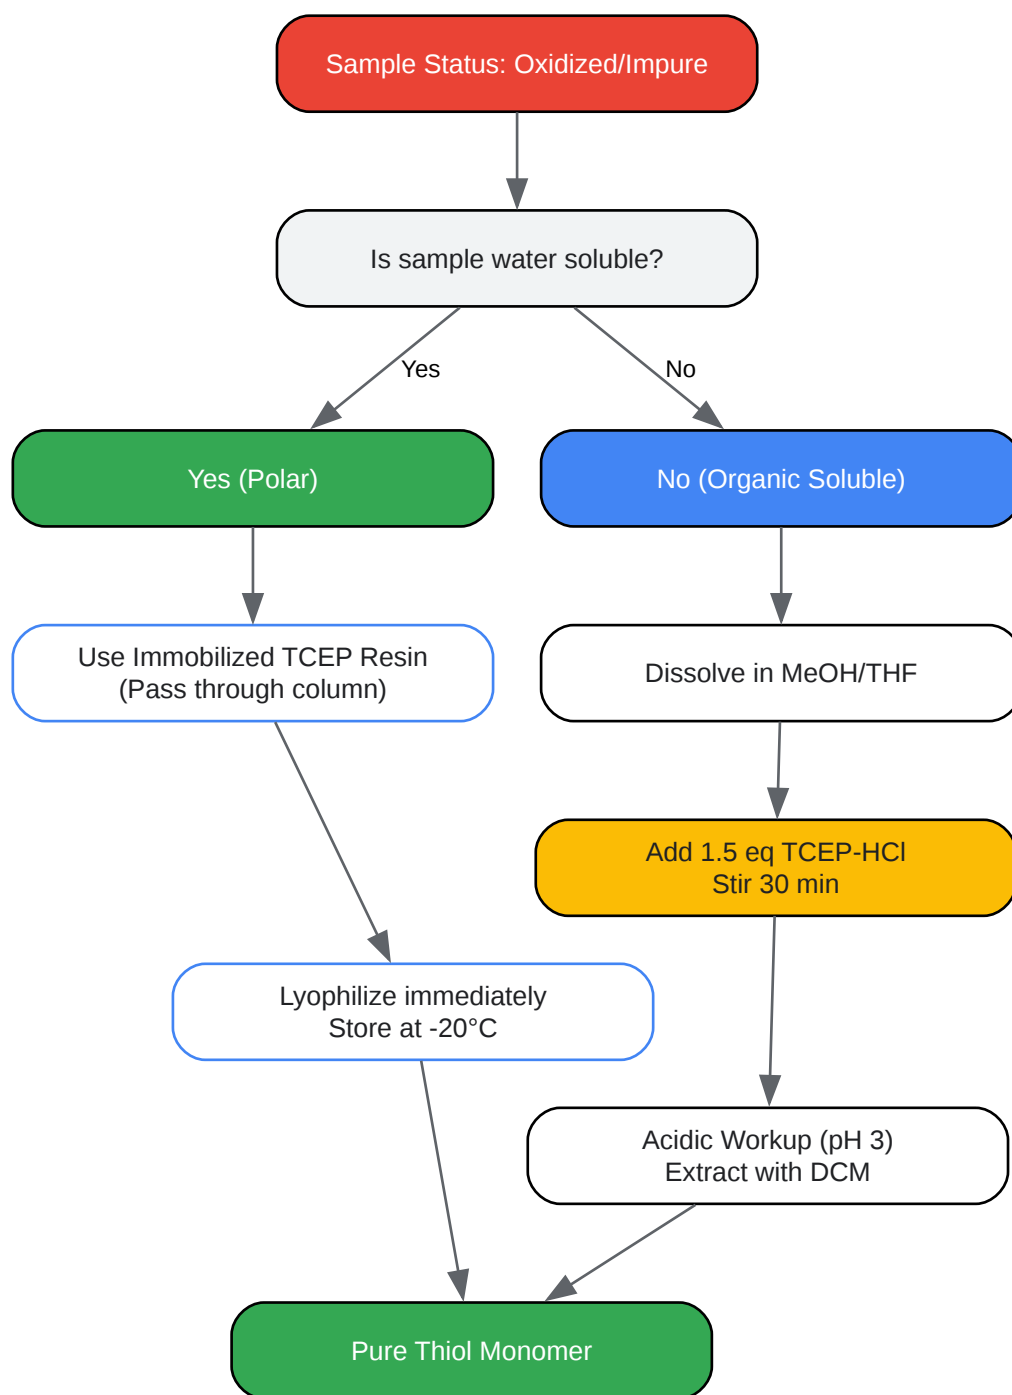 Sample Status: Oxidized/Impure
Is sample water soluble?
Yes
No
Yes (Polar)
No (Organic Soluble)
Use Immobilized TCEP Resin
(Pass through column)
Dissolve in MeOH/THF
Add 1.5 eq TCEP-HCl
Stir 30 min
Lyophilize immediately
Store at -20°C
Acidic Workup (pH 3)
Extract with DCM
Pure Thiol Monomer